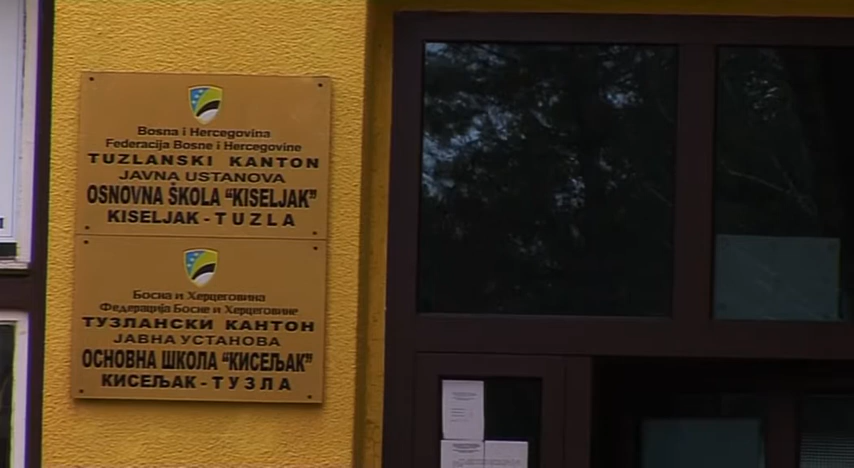 Bosna i Hercegovina
Federacija Bosne i Hercegovine
TUZLANSKI KANTON
JAVNA USTANOVA
OSNOVNA ŠKOLA "KISELJAK"
KISELJAK - TUZLA
Босна и Херцеговина
Федерација Босне и Херцеговине
ТУЗЛАНСКИ КАНТОН
ЈАВНА УСТАНОВА
ОСНОВНА ШКОЛА "КИСЕЉАК"
КИСЕЉАК - ТУЗЛА